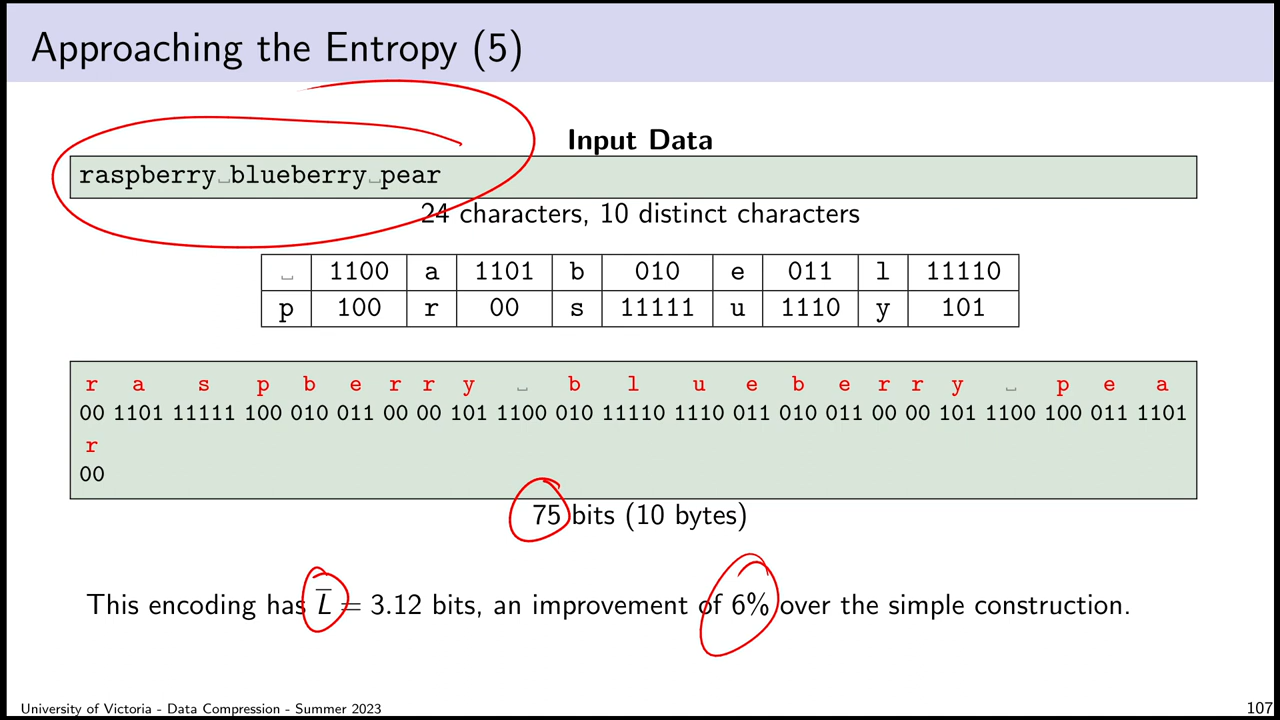 Approaching the Entropy (5)
Input Data
raspberry␣blueberry␣pear
24 characters, 10 distinct characters
␣ 1100 a 1101 b 010 e 011 l 11110
p 100 r 00 s 11111 u 1110 y 101
r a s p b e r r y ␣ b l u e b e r r y ␣ p e a
00 1101 11111 100 010 011 00 00 101 1100 010 11110 1110 011 010 011 00 00 101 1100 100 011 1101
r
00
75 bits (10 bytes)
This encoding has L̅ = 3.12 bits, an improvement of 6% over the simple construction.
University of Victoria - Data Compression - Summer 2023
107